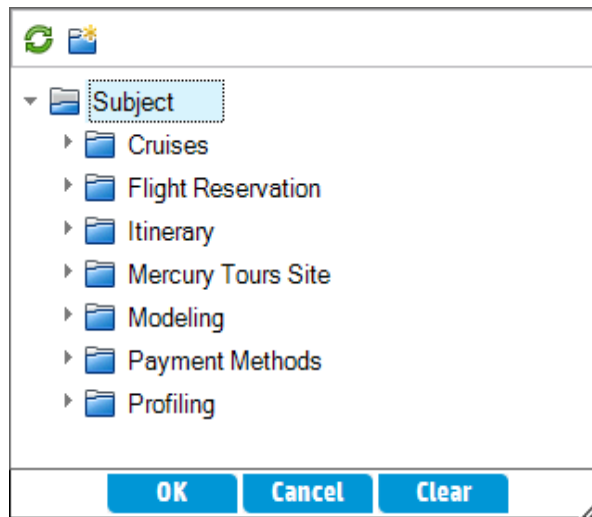 Subject
Cruises
Flight Reservation
Itinerary
Mercury Tours Site
Modeling
Payment Methods
Profiling
OK Cancel Clear